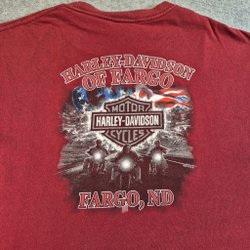 HARLEY-DAVIDSON
OF FARGO
MOTOR
HARLEY-DAVIDSON
CYCLES
FARGO, ND